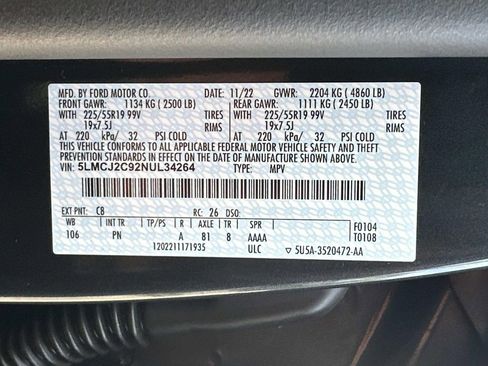 MFD. BY FORD MOTOR CO. DATE: 11/22 GVWR: 2204 KG ( 4860 LB)
FRONT GAWR: 1134 KG ( 2500 LB) REAR GAWR: 1111 KG ( 2450 LB)
225/55R19 99V WITH 225/55R19 99V WITH
19x7.5J TIRES 19x7.5J TIRES
RIMS RIMS
AT 220 kPa/ 32 PSI COLD AT 220 kPa/ 32 PSI COLD
THIS VEHICLE CONFORMS TO ALL APPLICABLE FEDERAL MOTOR VEHICLE SAFETY AND THEFT PREVENTION STANDARDS IN EFFECT ON THE DATE OF MANUFACTURE SHOWN ABOVE.
VIN: 5LMCJ2C92NUL34264 TYPE: MPV
EXT PNT: C8 RC: 26 DSO:
WB INT TR TP/PS R AXLE TR SPR F0104
106 PN A 81 8 AAAA T0108
1202211171935 ULC 5U5A-3520472-AA